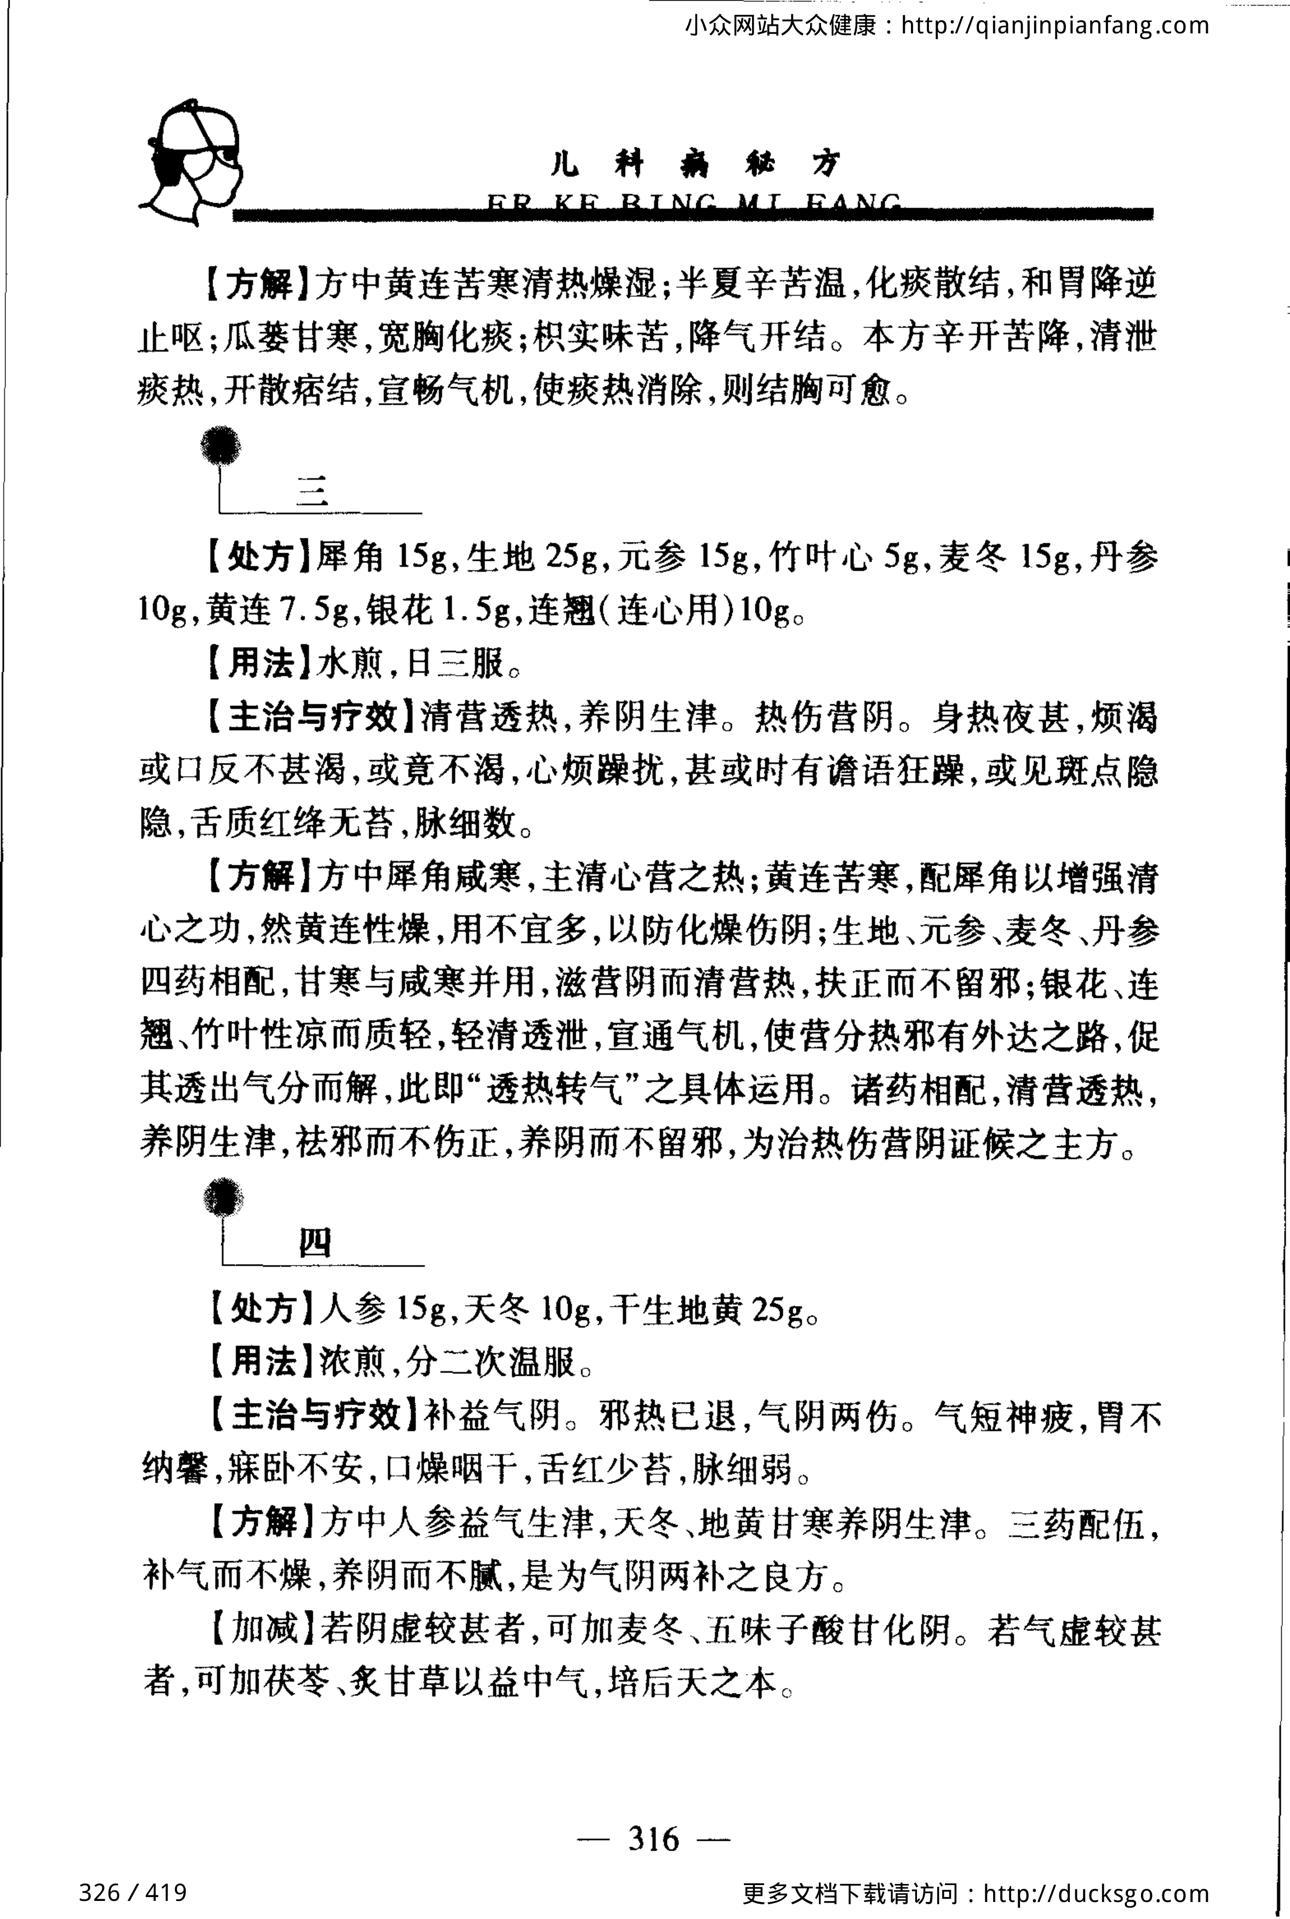 小众网站大众健康：http://qianjinpianfang.com
儿科病秘方
ER KE BING MI FANG
【方解】方中黄连苦寒清热燥湿；半夏辛苦温，化痰散结，和胃降逆
止呕；瓜蒌甘寒，宽胸化痰；枳实味苦，降气开结。本方辛开苦降，清泄
痰热，开散痞结，宣畅气机，使痰热消除，则结胸可愈。
三
【处方】犀角 15g，生地 25g，元参 15g，竹叶心 5g，麦冬 15g，丹参
10g，黄连 7.5g，银花 1.5g，连翘（连心用）10g。
【用法】水煎，日三服。
【主治与疗效】清营透热，养阴生津。热伤营阴。身热夜甚，烦渴
或口反不甚渴，或竟不渴，心烦躁扰，甚或时有谵语狂躁，或见斑点隐
隐，舌质红绛无苔，脉细数。
【方解】方中犀角咸寒，主清心营之热；黄连苦寒，配犀角以增强清
心之功，然黄连性燥，用不宜多，以防化燥伤阴；生地、元参、麦冬、丹参
四药相配，甘寒与咸寒并用，滋营阴而清营热，扶正而不留邪；银花、连
翘、竹叶性凉而质轻，轻清透泄，宣通气机，使营分热邪有外达之路，促
其透出气分而解，此即“透热转气”之具体运用。诸药相配，清营透热，
养阴生津，祛邪而不伤正，养阴而不留邪，为治热伤营阴证候之主方。
四
【处方】人参 15g，天冬 10g，干生地黄 25g。
【用法】浓煎，分二次温服。
【主治与疗效】补益气阴。邪热已退，气阴两伤。气短神疲，胃不
纳馨，寐卧不安，口燥咽干，舌红少苔，脉细弱。
【方解】方中人参益气生津，天冬、地黄甘寒养阴生津。三药配伍，
补气而不燥，养阴而不腻，是为气阴两补之良方。
【加减】若阴虚较甚者，可加麦冬、五味子酸甘化阴。若气虚较甚
者，可加茯苓、炙甘草以益中气，培后天之本。
— 316 —
326 / 419
更多文档下载请访问：http://ducksgo.com